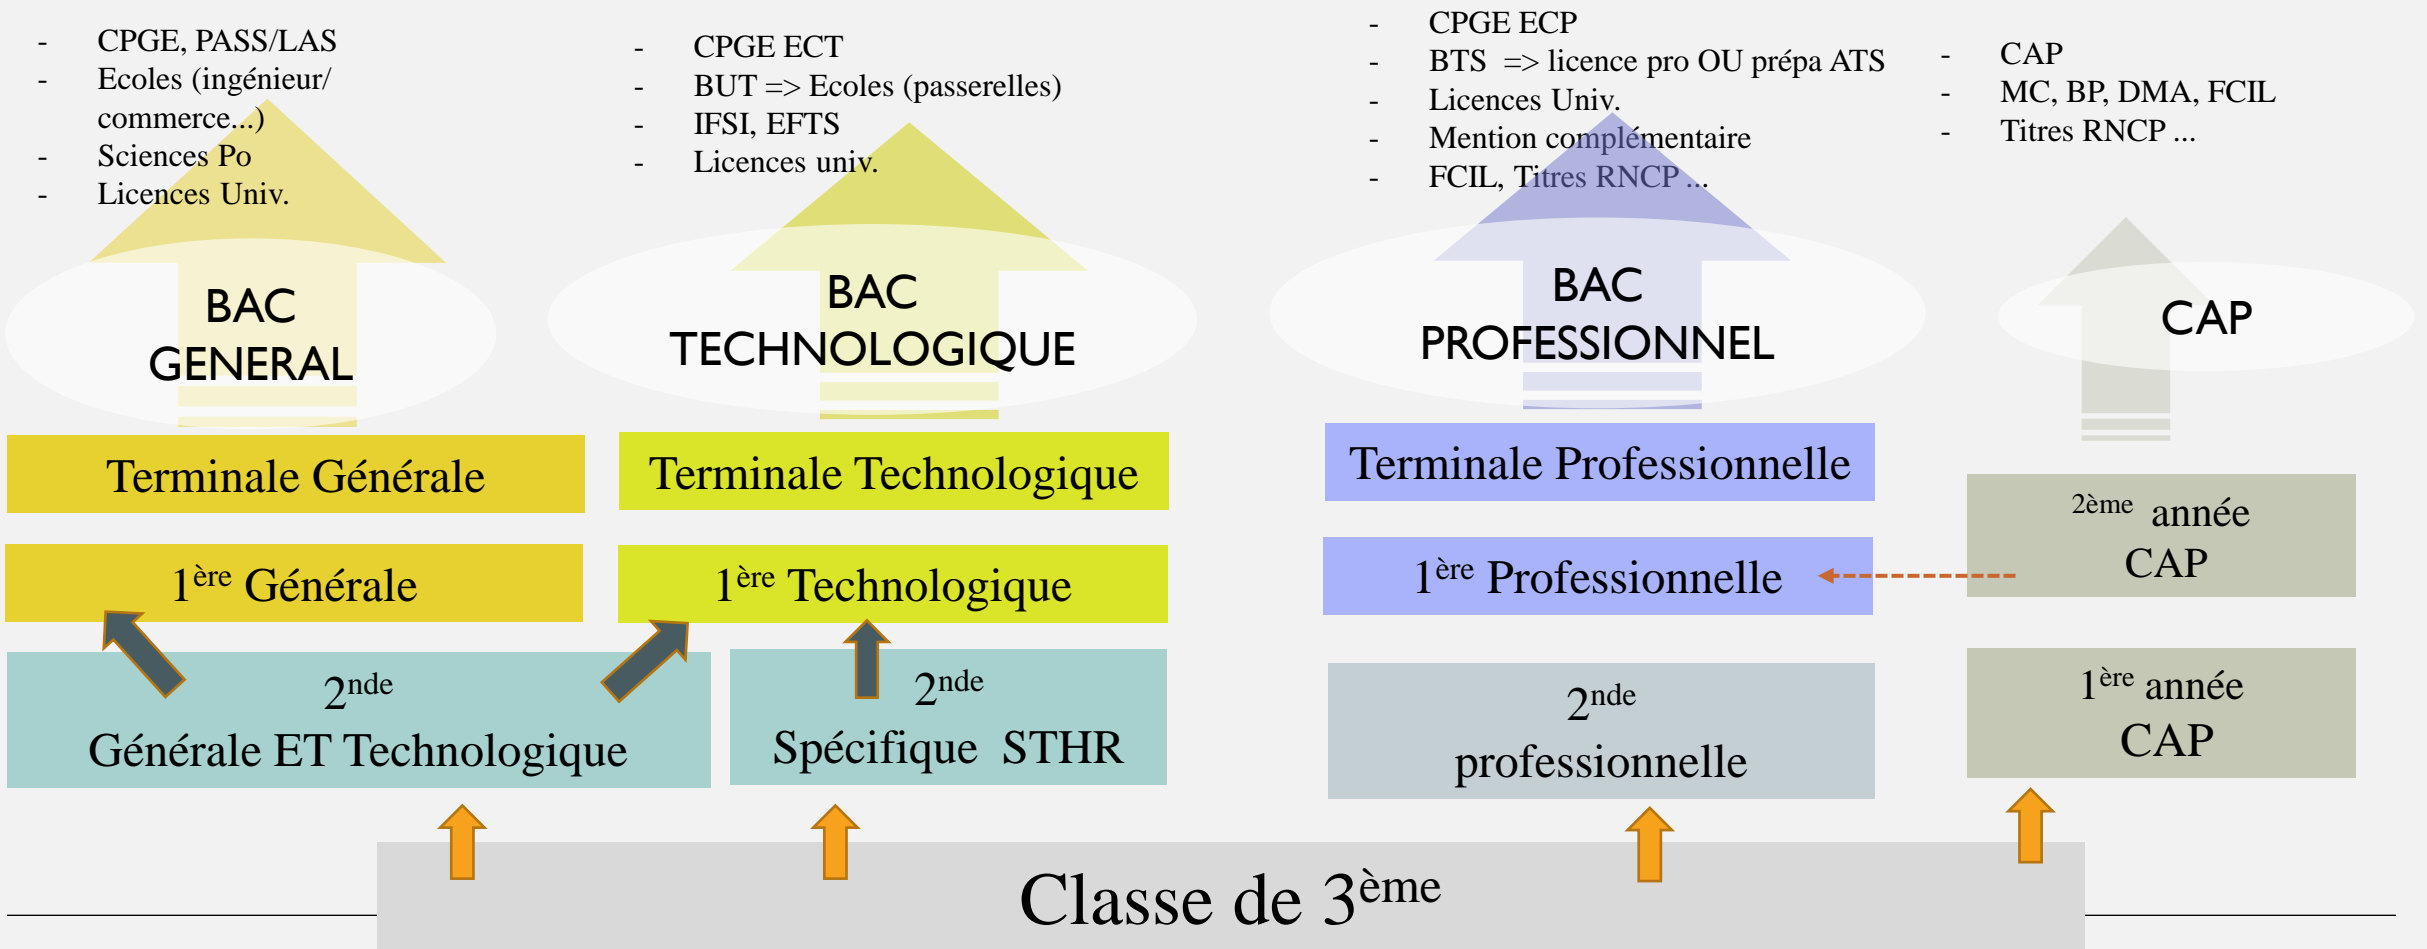 - CPGE, PASS/LAS
- Ecoles (ingénieur/
commerce...)
- Sciences Po
- Licences Univ.
- CPGE ECT
- BUT => Ecoles (passerelles)
- IFSI, EFTS
- Licences univ.
- CPGE ECP
- BTS => licence pro OU prépa ATS
- Licences Univ.
- Mention complémentaire
- FCIL, Titres RNCP ...
- CAP
- MC, BP, DMA, FCIL
- Titres RNCP ...
BAC
GENERAL
BAC
TECHNOLOGIQUE
BAC
PROFESSIONNEL
CAP
Terminale Générale
Terminale Technologique
Terminale Professionnelle
2ème année
CAP
1ère Générale
1ère Technologique
1ère Professionnelle
2nde
Générale ET Technologique
2nde
Spécifique STHR
2nde
professionnelle
1ère année
CAP
Classe de 3ème